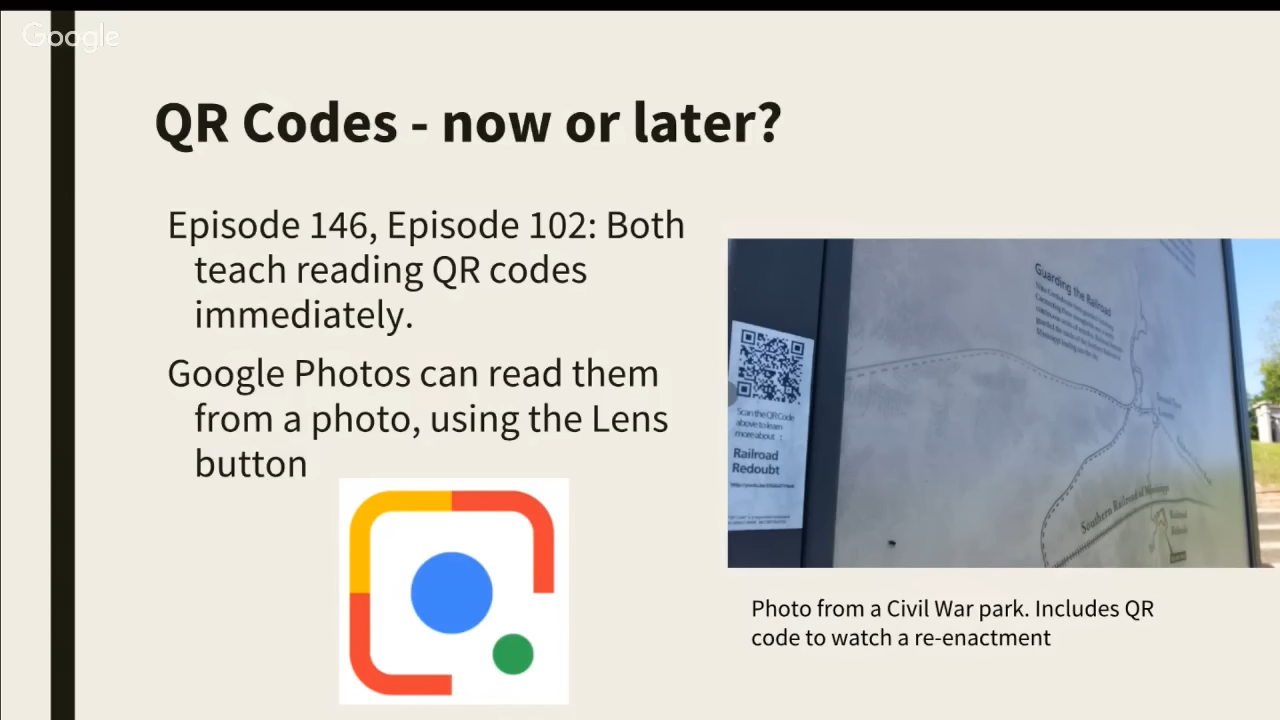 Google
QR Codes - now or later?
Episode 146, Episode 102: Both
teach reading QR codes
immediately.
Google Photos can read them
from a photo, using the Lens
button
Guarding the Railroad
Scan the QR Code
above to learn
more about :
Railroad
Redoubt
Southern Railroad of Mississippi
Railroad
Redoubt
Photo from a Civil War park. Includes QR
code to watch a re-enactment